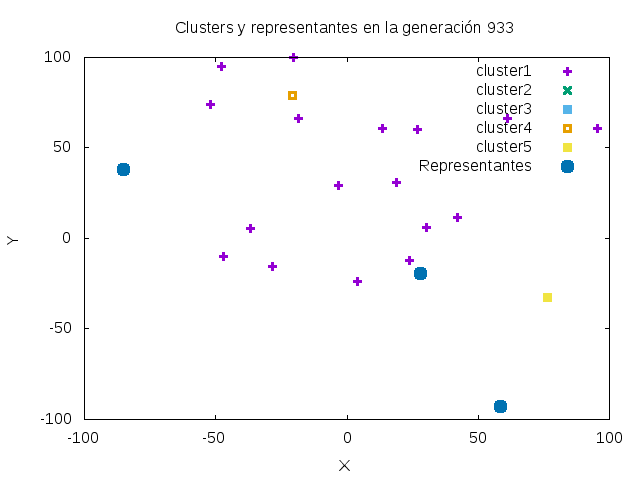 Clusters y representantes en la generación 933
100
50
0
-50
-100
-100
-50
0
50
100
X
Y
cluster1
cluster2
cluster3
cluster4
cluster5
Representantes